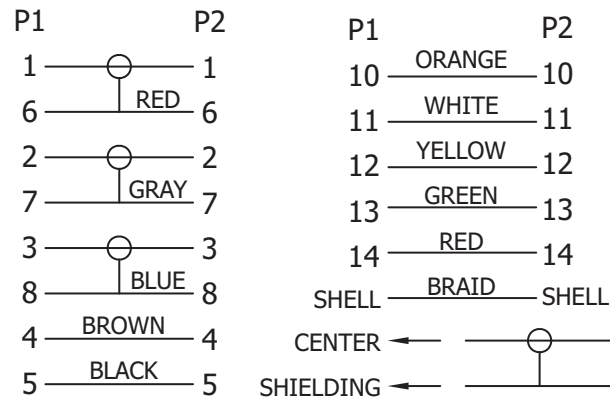 P1 P2
1 1
6 RED 6
2 2
7 GRAY 7
3 3
8 BLUE 8
4 BROWN 4
5 BLACK 5
P1 P2
10 ORANGE 10
11 WHITE 11
12 YELLOW 12
13 GREEN 13
14 RED 14
SHELL BRAID SHELL
CENTER
SHIELDING